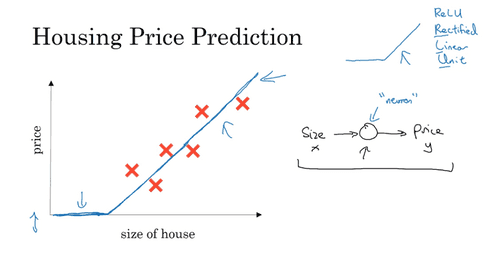 Housing Price Prediction
ReLU
Rectified
Linear
Unit
"neuron"
Size
x
price
y
price
size of house